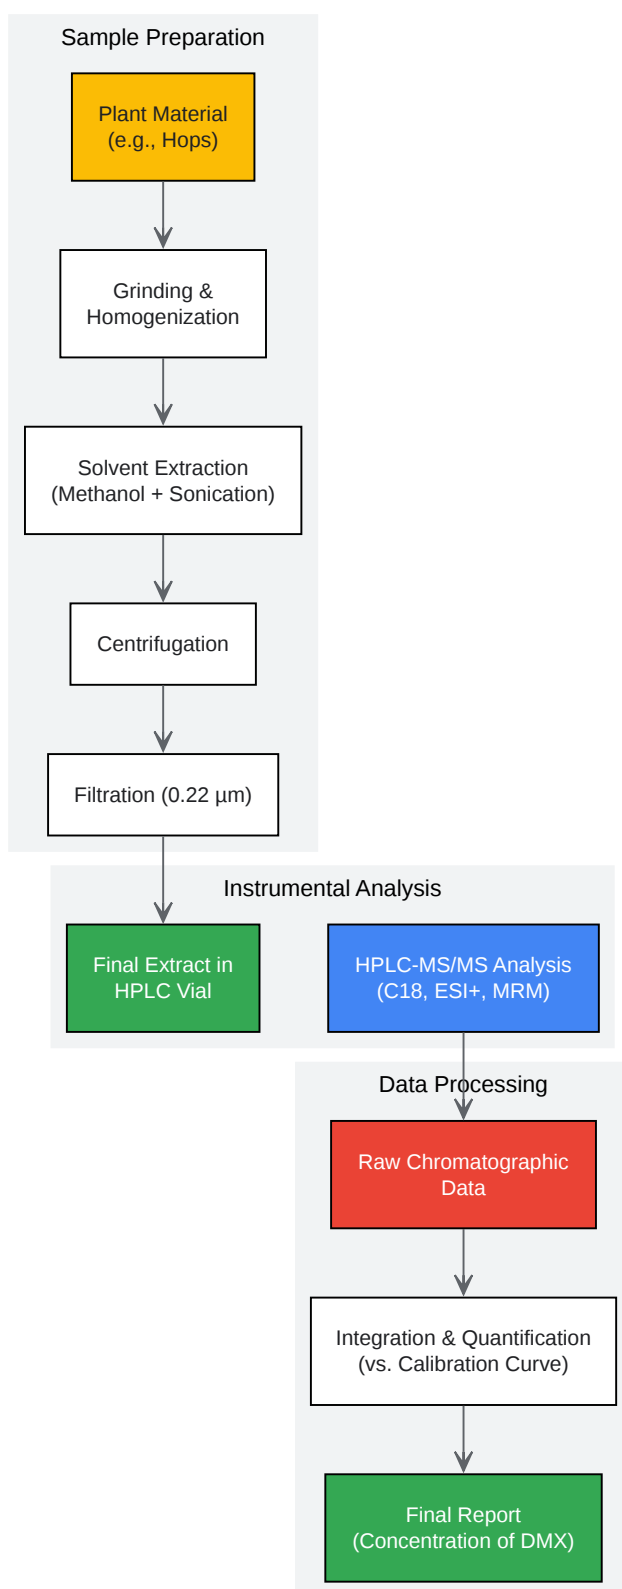 Sample Preparation
Plant Material
(e.g., Hops)
Grinding &
Homogenization
Solvent Extraction
(Methanol + Sonication)
Centrifugation
Filtration (0.22 µm)
Instrumental Analysis
Final Extract in
HPLC Vial
HPLC-MS/MS Analysis
(C18, ESI+, MRM)
Data Processing
Raw Chromatographic
Data
Integration & Quantification
(vs. Calibration Curve)
Final Report
(Concentration of DMX)